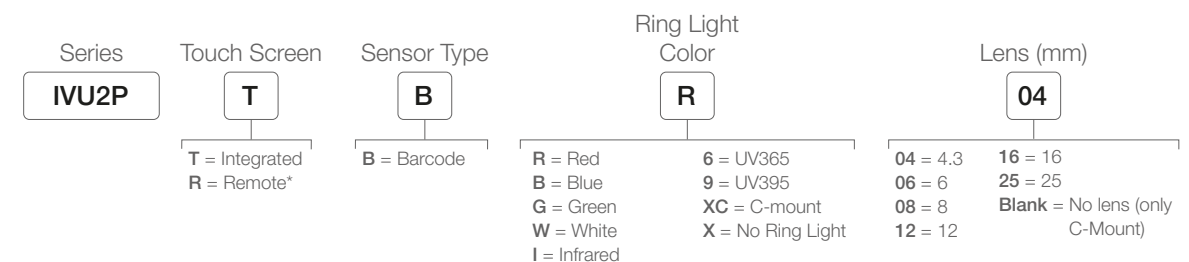 Series
IVU2P
Touch Screen
T
T = Integrated
R = Remote*
Sensor Type
B
B = Barcode
Ring Light
Color
R
R = Red
B = Blue
G = Green
W = White
I = Infrared
6 = UV365
9 = UV395
XC = C-mount
X = No Ring Light
Lens (mm)
04
04 = 4.3
06 = 6
08 = 8
12 = 12
16 = 16
25 = 25
Blank = No lens (only
C-Mount)